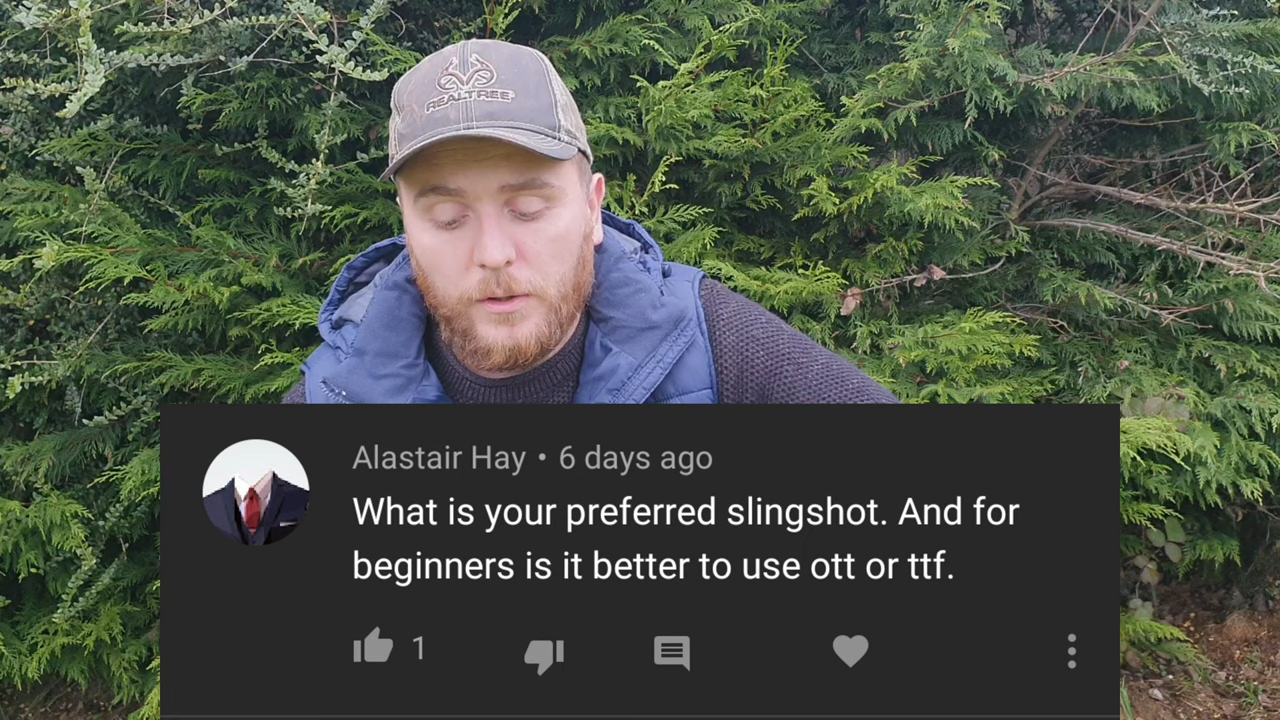 REALTREE
Alastair Hay • 6 days ago
What is your preferred slingshot. And for
beginners is it better to use ott or ttf.
1